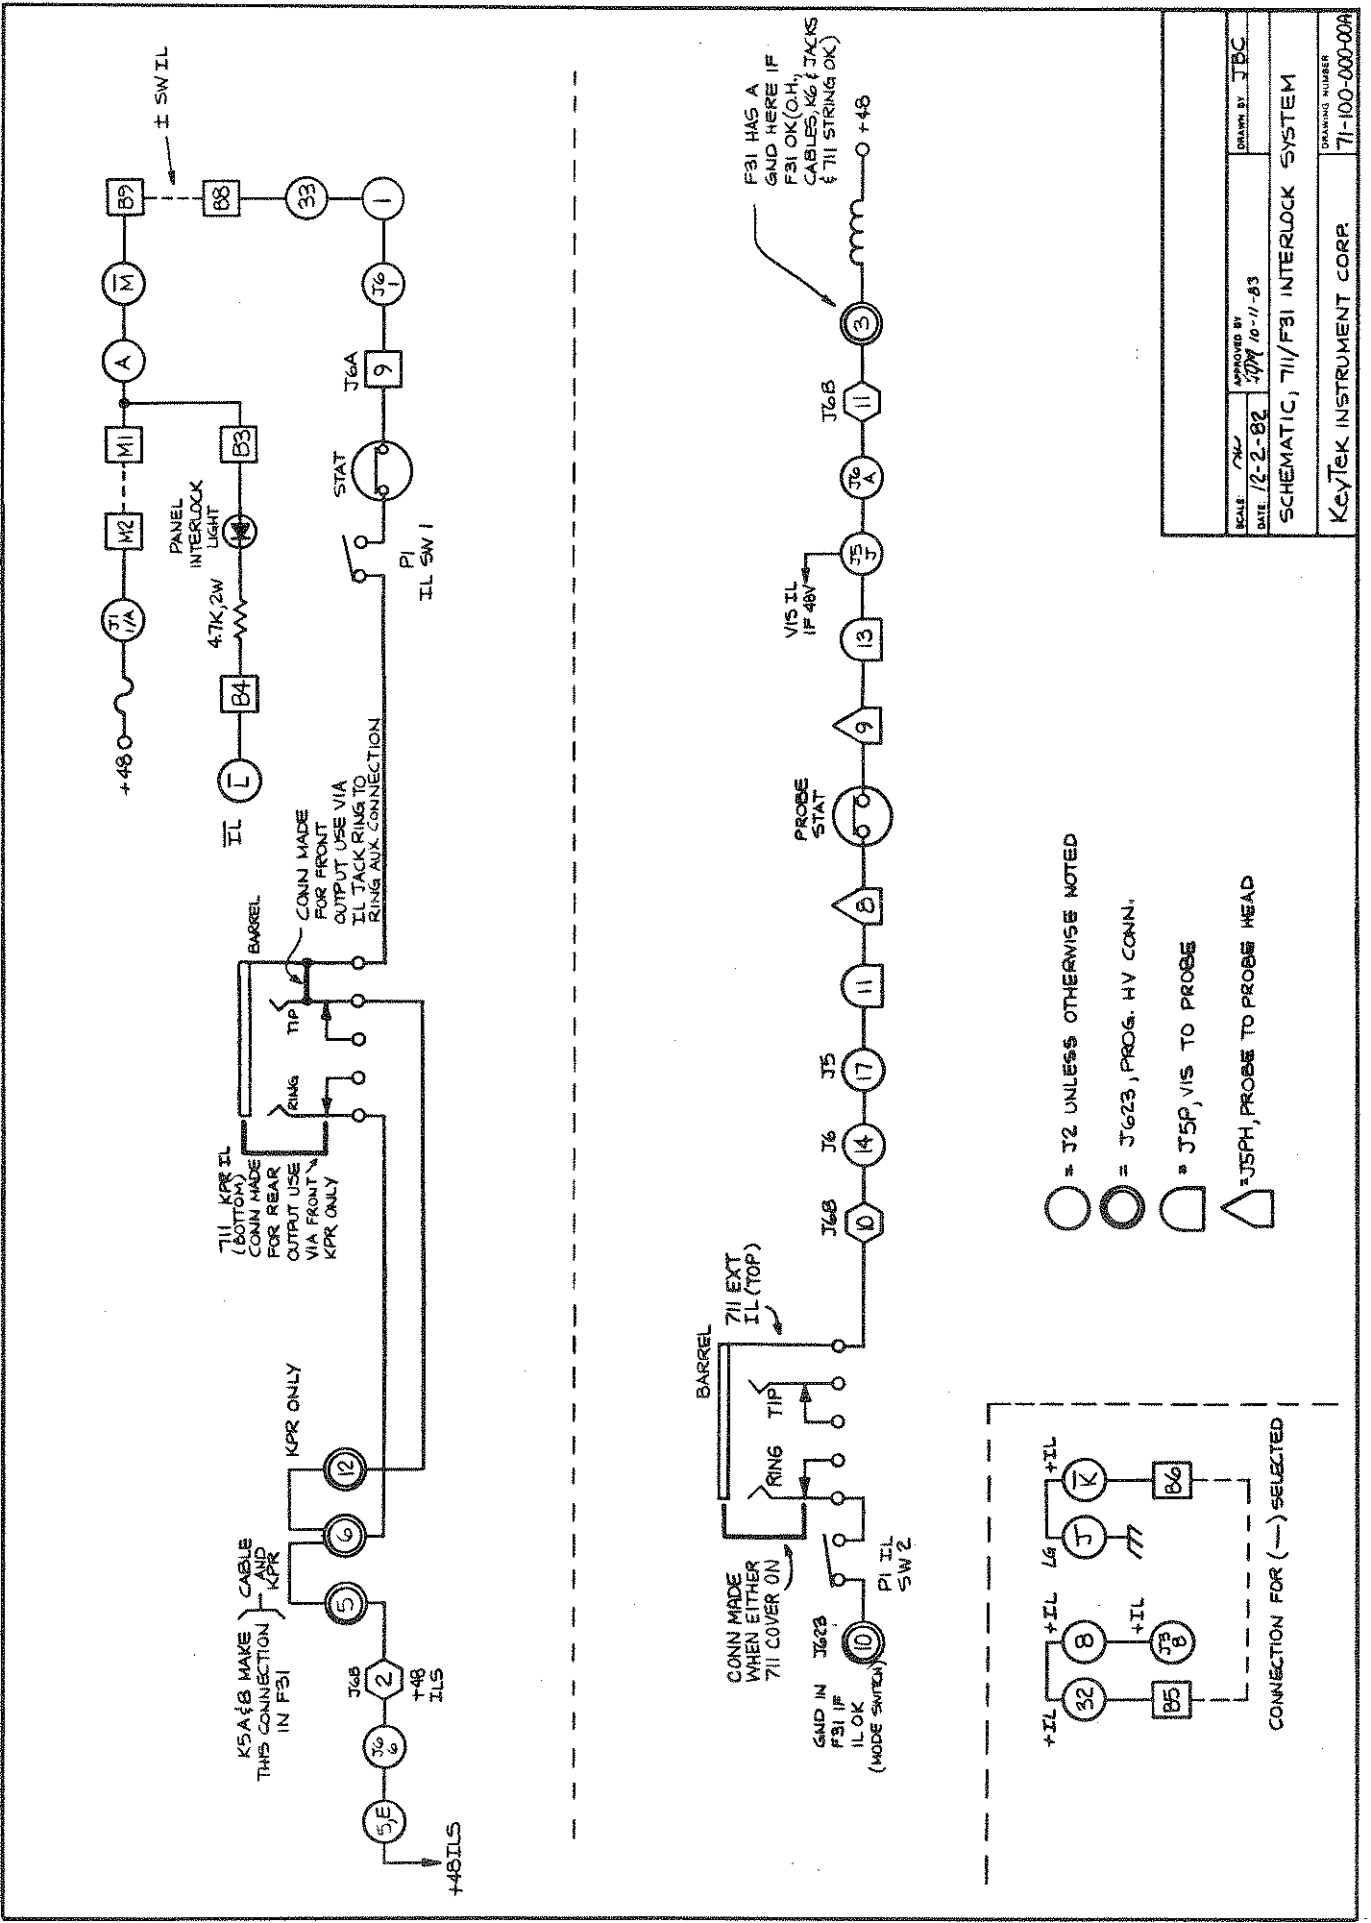 +48
J1
1/A
M2
M1
A
M̅
B9
I SW IL
B8
33
1
I̅L̅
L̅
B4
4.7K, 2W
PANEL
INTERLOCK
LIGHT
B3
J6
1
J6A
9
STAT
P1
IL SW 1
BARREL
TIP
RING
CONN MADE
FOR FRONT
OUTPUT USE VIA
IL JACK RING TO
RING AUX CONNECTION
711 KPR IL
(BOTTOM)
CONN MADE
FOR REAR
OUTPUT USE
VIA FRONT
KPR ONLY
KPR ONLY
12
6
5
K5A & B MAKE
THIS CONNECTION
IN F31
CABLE
AND
KPR
J6B
2
+48
ILS
J6
6
5,E
+48ILS
F31 HAS A
GND HERE IF
F31 OK (O.H.,
CABLES, K6 & JACKS
& 711 STRING OK)
+48
3
J6B
11
J6
A
VIS IL
IF 48V
J5
J
13
9
PROBE
STAT
8
11
J5
17
J6
14
J6B
10
711 EXT
IL (TOP)
BARREL
TIP
RING
CONN MADE
WHEN EITHER
711 COVER ON
P1 IL
SW 2
J623
10
GND IN
F31 IF
IL OK
(MODE SWITCH)
= J2 UNLESS OTHERWISE NOTED
= J623, PROG. HV CONN.
= J5P, VIS TO PROBE
= J5PH, PROBE TO PROBE HEAD
+IL
32
B5
+IL
8
+IL
J3
8
LG
J
+IL
K̅
B6
CONNECTION FOR (—) SELECTED
SCALE:
APPROVED BY
DRAWN BY JBC
DATE: 12-2-82
10-11-83
SCHEMATIC, 711/F31 INTERLOCK SYSTEM
KeyTek INSTRUMENT CORP.
DRAWING NUMBER
71-100-000-00A